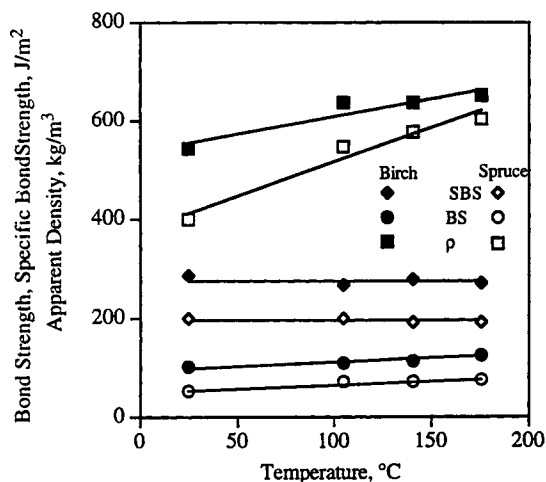 Bond Strength, Specific BondStrength, J/m²
Apparent Density, kg/m³
800
600
400
200
0
Birch Spruce
SBS
BS
ρ
0 50 100 150 200
Temperature, °C